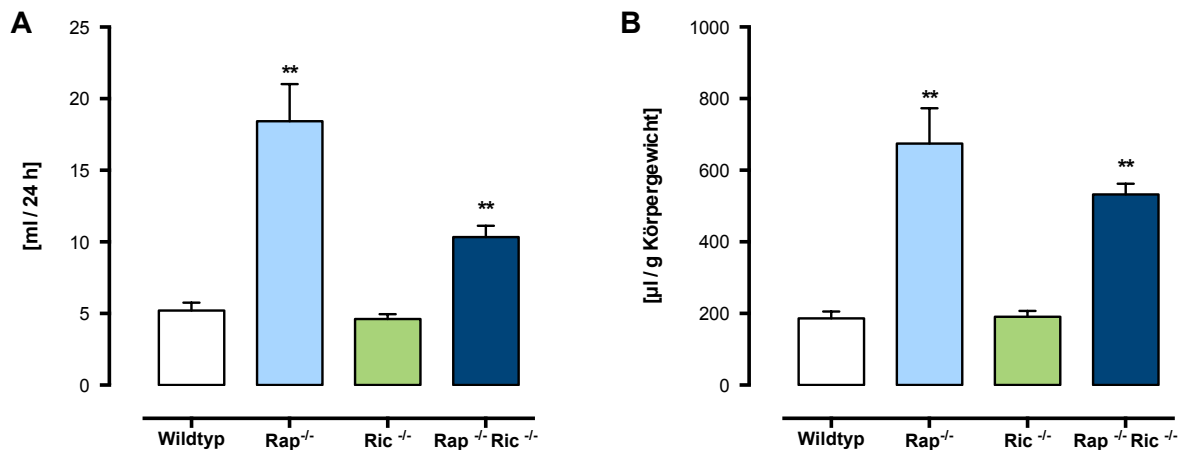 A
[ml / 24 h]
25
20
15
10
5
0
**
**
Wildtyp Rap-/- Ric -/- Rap -/- Ric -/-
B
[µl / g Körpergewicht]
1000
800
600
400
200
0
**
**
Wildtyp Rap-/- Ric -/- Rap -/- Ric -/-